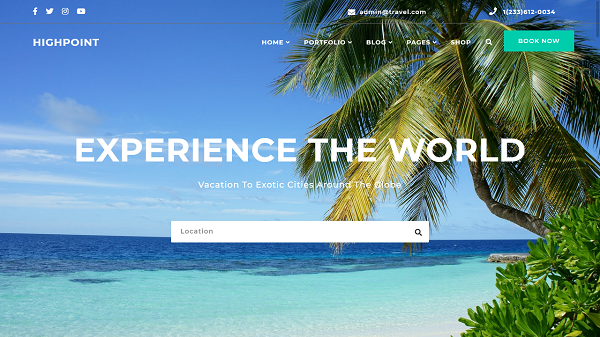 admin@travel.com
1(233)612-0034
HIGHPOINT
HOME
PORTFOLIO
BLOG
PAGES
SHOP
BOOK NOW
EXPERIENCE THE WORLD
Vacation To Exotic Cities Around The Globe
Location